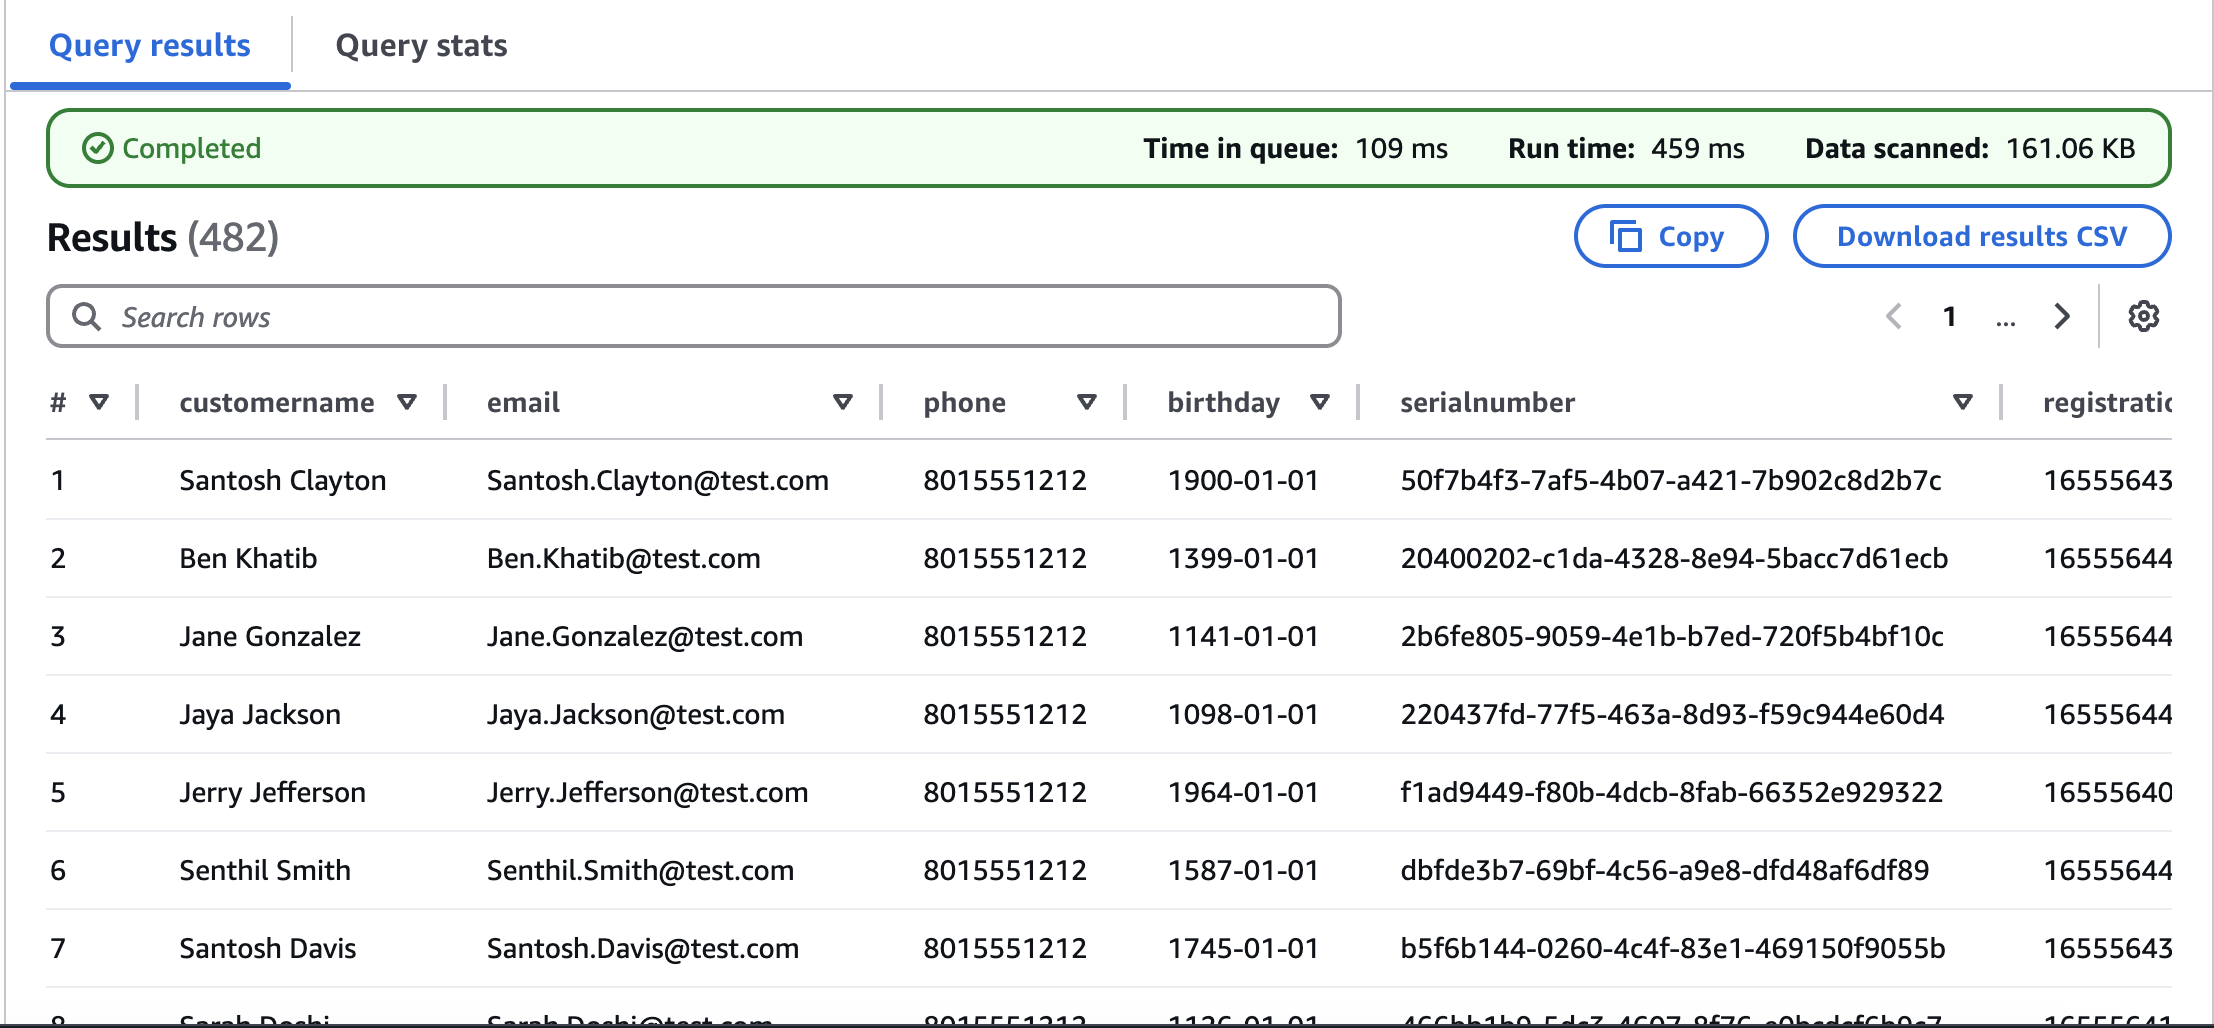 Query results Query stats
Completed Time in queue: 109 ms Run time: 459 ms Data scanned: 161.06 KB
Results (482) Copy Download results CSV
Search rows 1 ...
# customername email phone birthday serialnumber registratio
1 Santosh Clayton Santosh.Clayton@test.com 8015551212 1900-01-01 50f7b4f3-7af5-4b07-a421-7b902c8d2b7c 16555643
2 Ben Khatib Ben.Khatib@test.com 8015551212 1399-01-01 20400202-c1da-4328-8e94-5bacc7d61ecb 16555644
3 Jane Gonzalez Jane.Gonzalez@test.com 8015551212 1141-01-01 2b6fe805-9059-4e1b-b7ed-720f5b4bf10c 16555644
4 Jaya Jackson Jaya.Jackson@test.com 8015551212 1098-01-01 220437fd-77f5-463a-8d93-f59c944e60d4 16555644
5 Jerry Jefferson Jerry.Jefferson@test.com 8015551212 1964-01-01 f1ad9449-f80b-4dcb-8fab-66352e929322 16555640
6 Senthil Smith Senthil.Smith@test.com 8015551212 1587-01-01 dbfde3b7-69bf-4c56-a9e8-dfd48af6df89 16555644
7 Santosh Davis Santosh.Davis@test.com 8015551212 1745-01-01 b5f6b144-0260-4c4f-83e1-469150f9055b 16555643